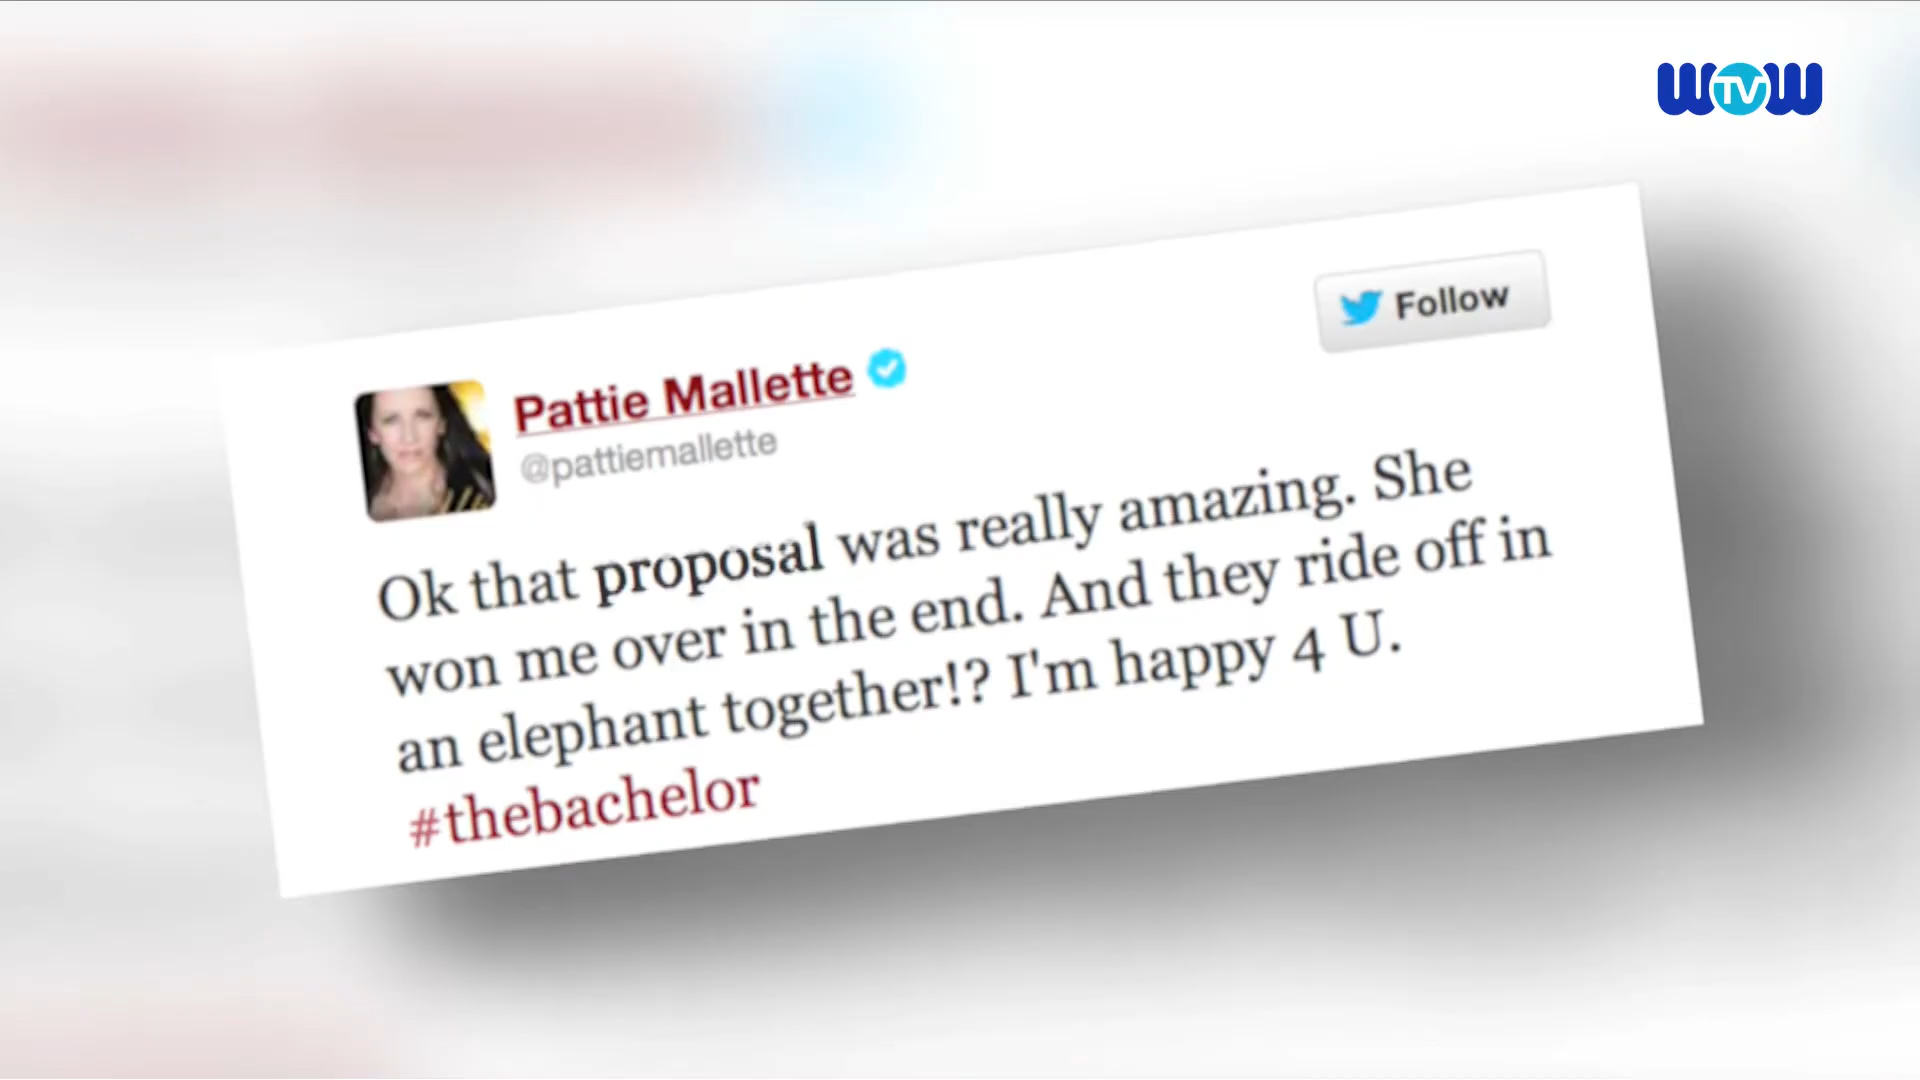 WTVW
Follow
Pattie Mallette
@pattiemallette
Ok that proposal was really amazing. She
won me over in the end. And they ride off in
an elephant together!? I'm happy 4 U.
#thebachelor